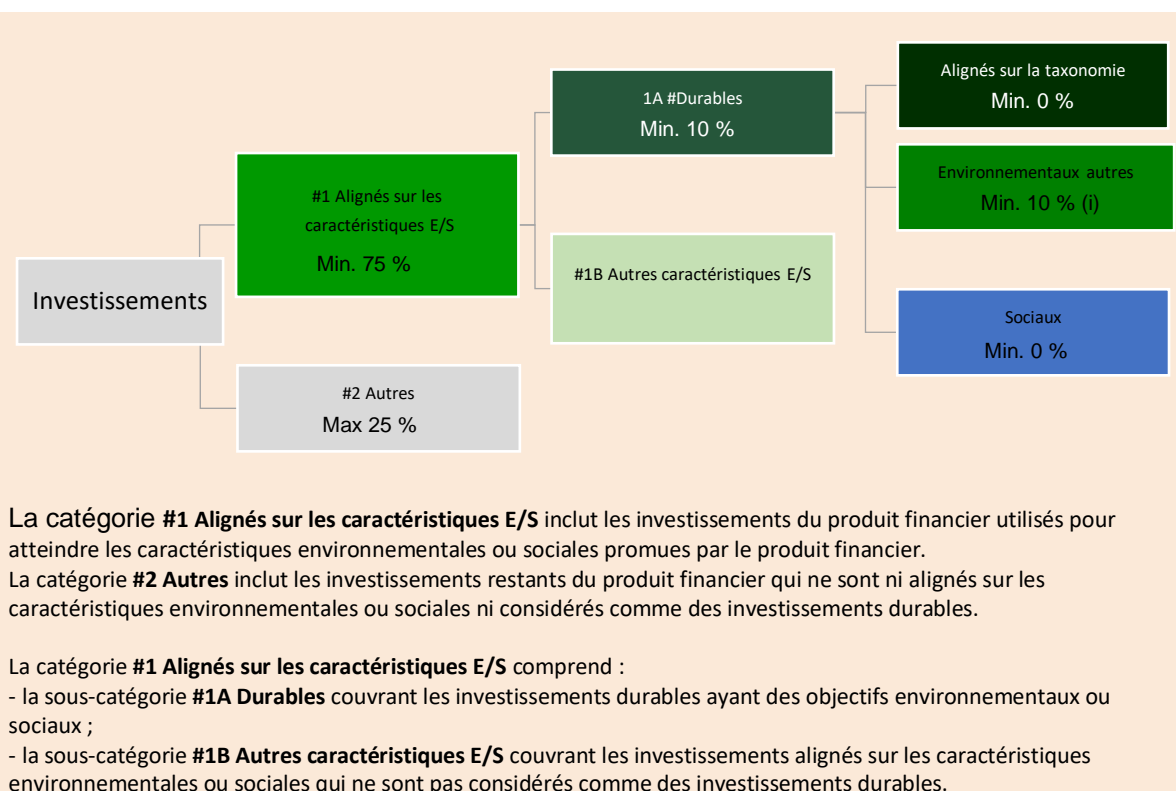 1A #Durables
Min. 10 %
Alignés sur la taxonomie
Min. 0 %
#1 Alignés sur les
caractéristiques E/S
Min. 75 %
Environnementaux autres
Min. 10 % (i)
Investissements
#1B Autres caractéristiques E/S
Sociaux
Min. 0 %
#2 Autres
Max 25 %
La catégorie #1 Alignés sur les caractéristiques E/S inclut les investissements du produit financier utilisés pour
atteindre les caractéristiques environnementales ou sociales promues par le produit financier.
La catégorie #2 Autres inclut les investissements restants du produit financier qui ne sont ni alignés sur les
caractéristiques environnementales ou sociales ni considérés comme des investissements durables.
La catégorie #1 Alignés sur les caractéristiques E/S comprend :
- la sous-catégorie #1A Durables couvrant les investissements durables ayant des objectifs environnementaux ou
sociaux ;
- la sous-catégorie #1B Autres caractéristiques E/S couvrant les investissements alignés sur les caractéristiques
environnementales ou sociales qui ne sont pas considérés comme des investissements durables.